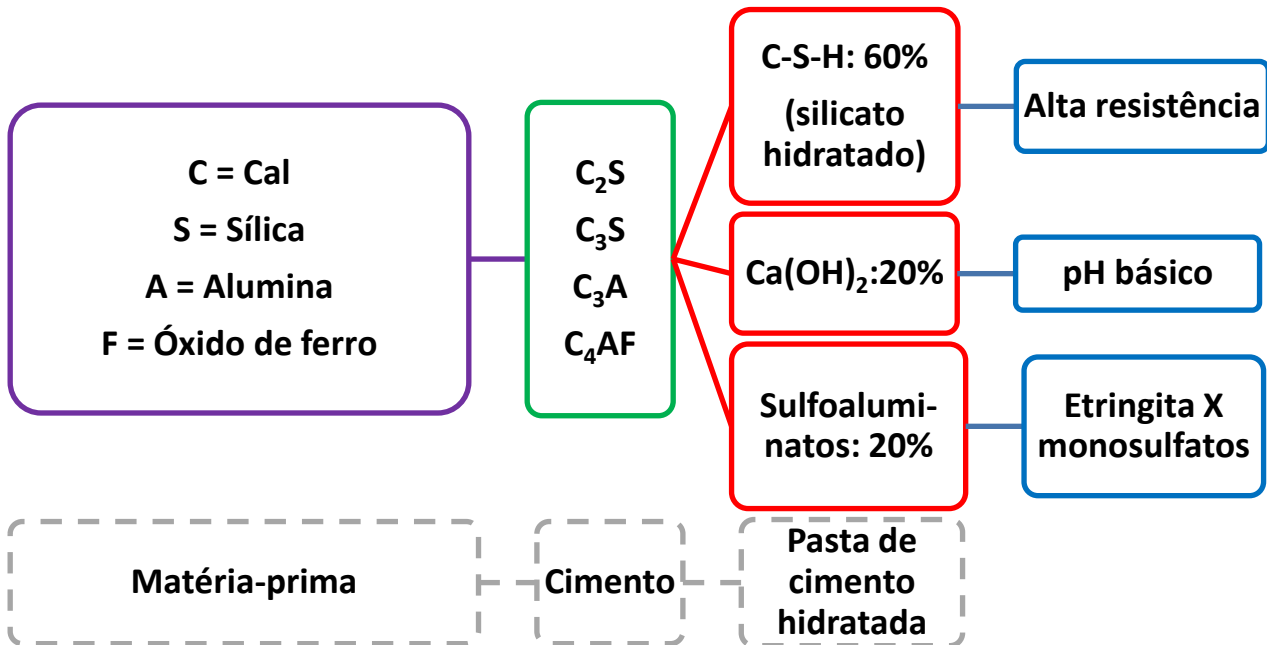 C = Cal
S = Sílica
A = Alumina
F = Óxido de ferro
C₂S
C₃S
C₃A
C₄AF
C-S-H: 60%
(silicato
hidratado)
Alta resistência
Ca(OH)₂:20%
pH básico
Sulfoalumi-
natos: 20%
Etringita X
monosulfatos
Matéria-prima
Cimento
Pasta de
cimento
hidratada